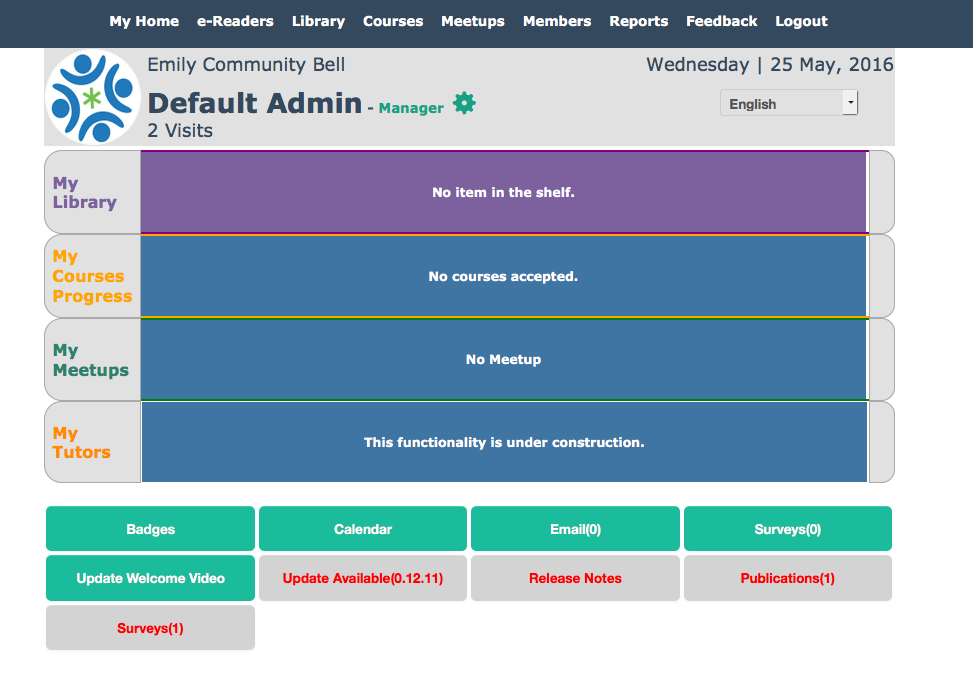 My Home e-Readers Library Courses Meetups Members Reports Feedback Logout
Emily Community Bell
Wednesday | 25 May, 2016
Default Admin - Manager
English
2 Visits
My
Library
No item in the shelf.
My
Courses
Progress
No courses accepted.
My
Meetups
No Meetup
My
Tutors
This functionality is under construction.
Badges Calendar Email(0) Surveys(0)
Update Welcome Video Update Available(0.12.11) Release Notes Publications(1)
Surveys(1)